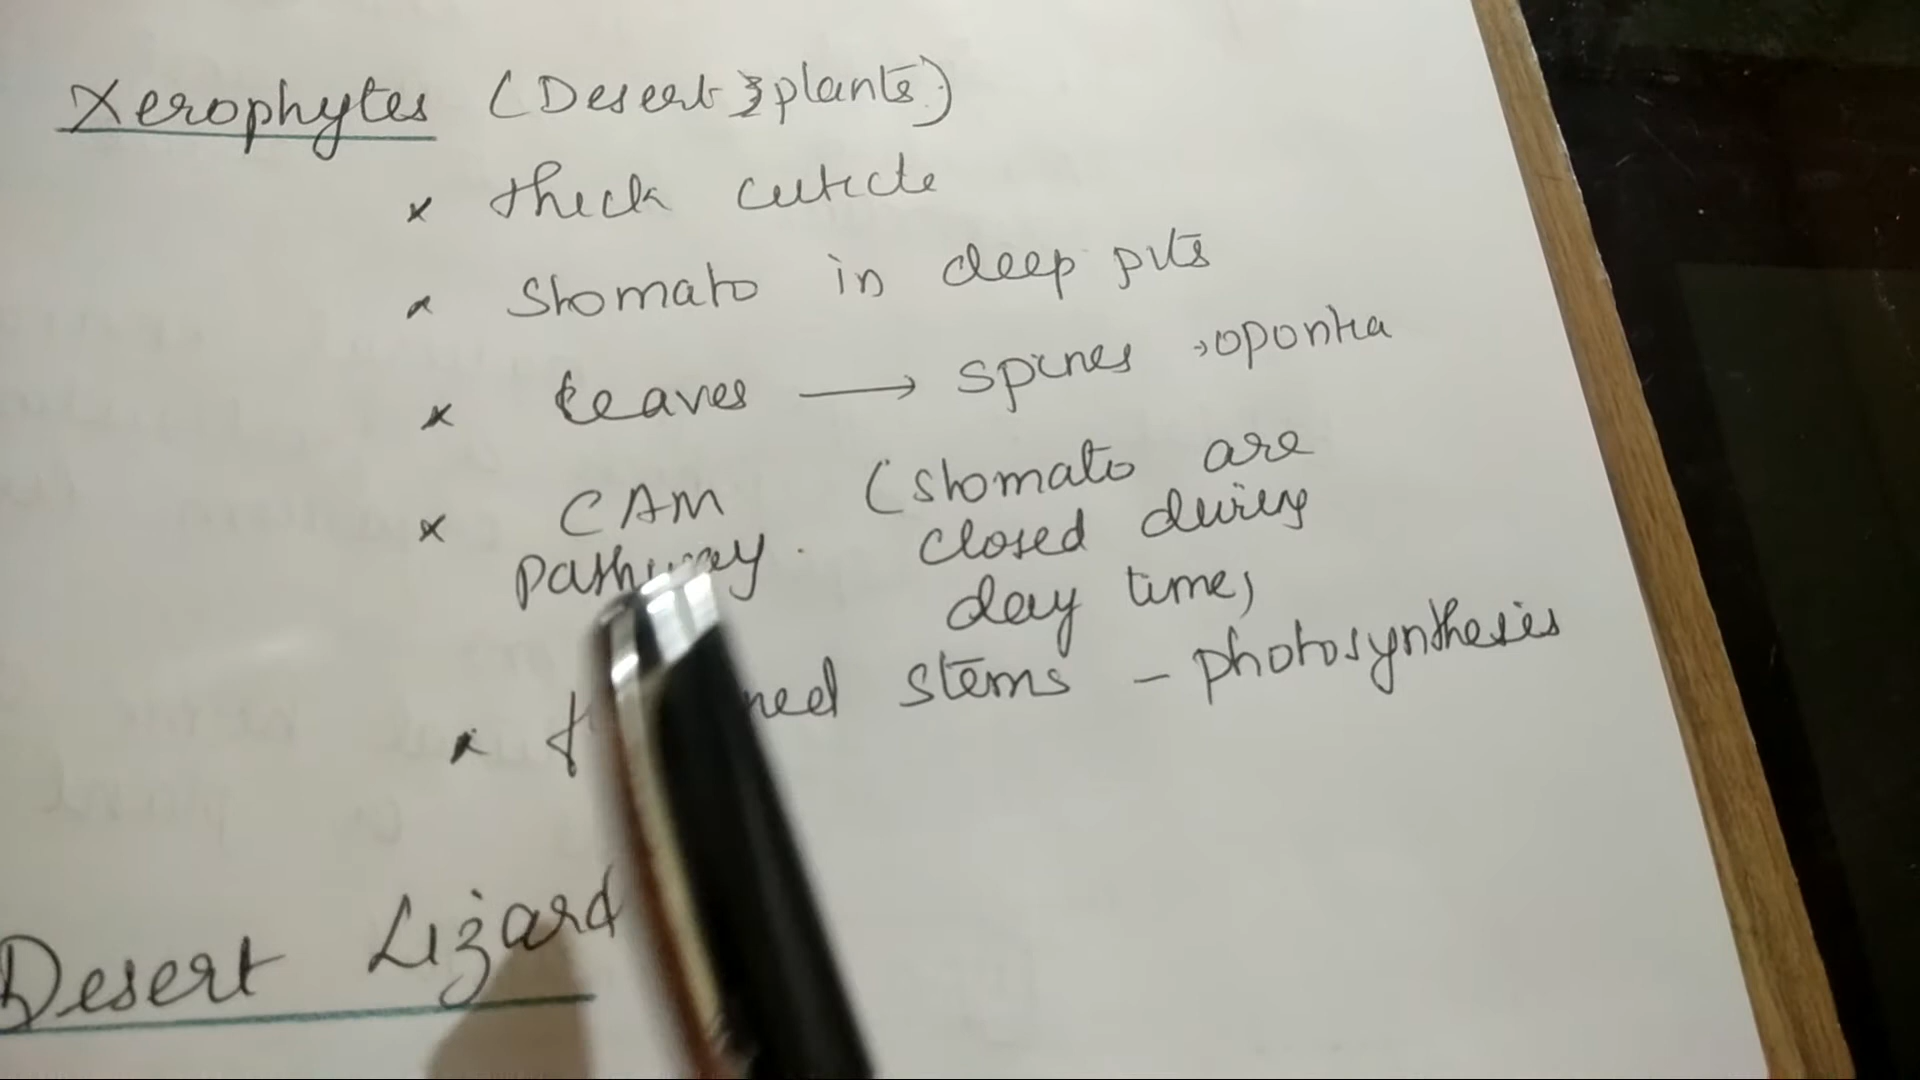 Xerophytes (Desert plants)
x thick cuticle
x Stomata in deep pits
x Leaves → spines → opontia
x CAM (stomata are
pathway. closed during
day time)
x stems - photosynthesis
Desert Lizard